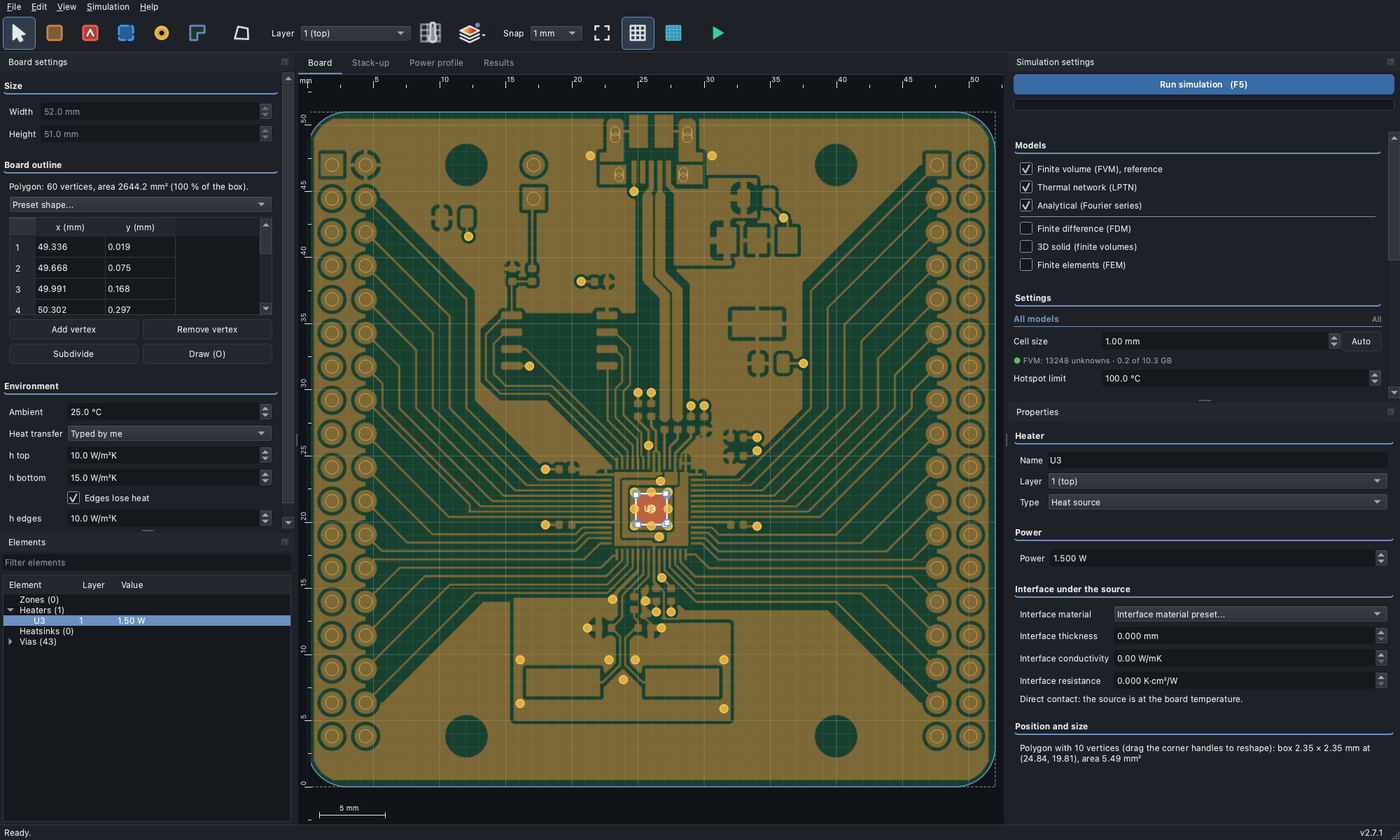 File Edit View Simulation Help
Layer 1 (top) Snap 1 mm
Board settings
Size
Width 52.0 mm
Height 51.0 mm
Board outline
Polygon: 60 vertices, area 2644.2 mm² (100 % of the box).
Preset shape...
x (mm) y (mm)
1 49.336 0.019
2 49.668 0.075
3 49.991 0.168
4 50.302 0.297
Add vertex Remove vertex
Subdivide Draw (O)
Environment
Ambient 25.0 °C
Heat transfer Typed by me
h top 10.0 W/m²K
h bottom 15.0 W/m²K
Edges lose heat
h edges 10.0 W/m²K
Elements
Filter elements
Element Layer Value
Zones (0)
Heaters (1)
U3 1 1.50 W
Heatsinks (0)
Vias (43)
Board Stack-up Power profile Results
mm 5 10 15 20 25 30 35 40 45 50
50
45
40
35
30
25
20
15
10
5
0
U3
5 mm
Simulation settings
Run simulation (F5)
Models
Finite volume (FVM), reference
Thermal network (LPTN)
Analytical (Fourier series)
Finite difference (FDM)
3D solid (finite volumes)
Finite elements (FEM)
Settings
All models All
Cell size 1.00 mm Auto
FVM: 13248 unknowns · 0.2 of 10.3 GB
Hotspot limit 100.0 °C
Properties
Heater
Name U3
Layer 1 (top)
Type Heat source
Power
Power 1.500 W
Interface under the source
Interface material Interface material preset...
Interface thickness 0.000 mm
Interface conductivity 0.00 W/mK
Interface resistance 0.000 K·cm²/W
Direct contact: the source is at the board temperature.
Position and size
Polygon with 10 vertices (drag the corner handles to reshape): box 2.35 × 2.35 mm at
(24.84, 19.81), area 5.49 mm²
Ready. v2.7.1